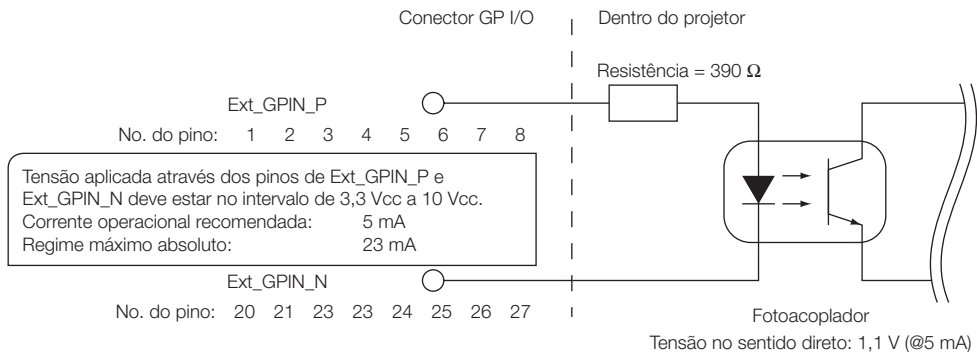 Conector GP I/O
Dentro do projetor
Resistência = 390 Ω
Ext_GPIN_P
No. do pino: 1 2 3 4 5 6 7 8
Tensão aplicada através dos pinos de Ext_GPIN_P e
Ext_GPIN_N deve estar no intervalo de 3,3 Vcc a 10 Vcc.
Corrente operacional recomendada: 5 mA
Regime máximo absoluto: 23 mA
Ext_GPIN_N
No. do pino: 20 21 23 23 24 25 26 27
Fotoacoplador
Tensão no sentido direto: 1,1 V (@5 mA)